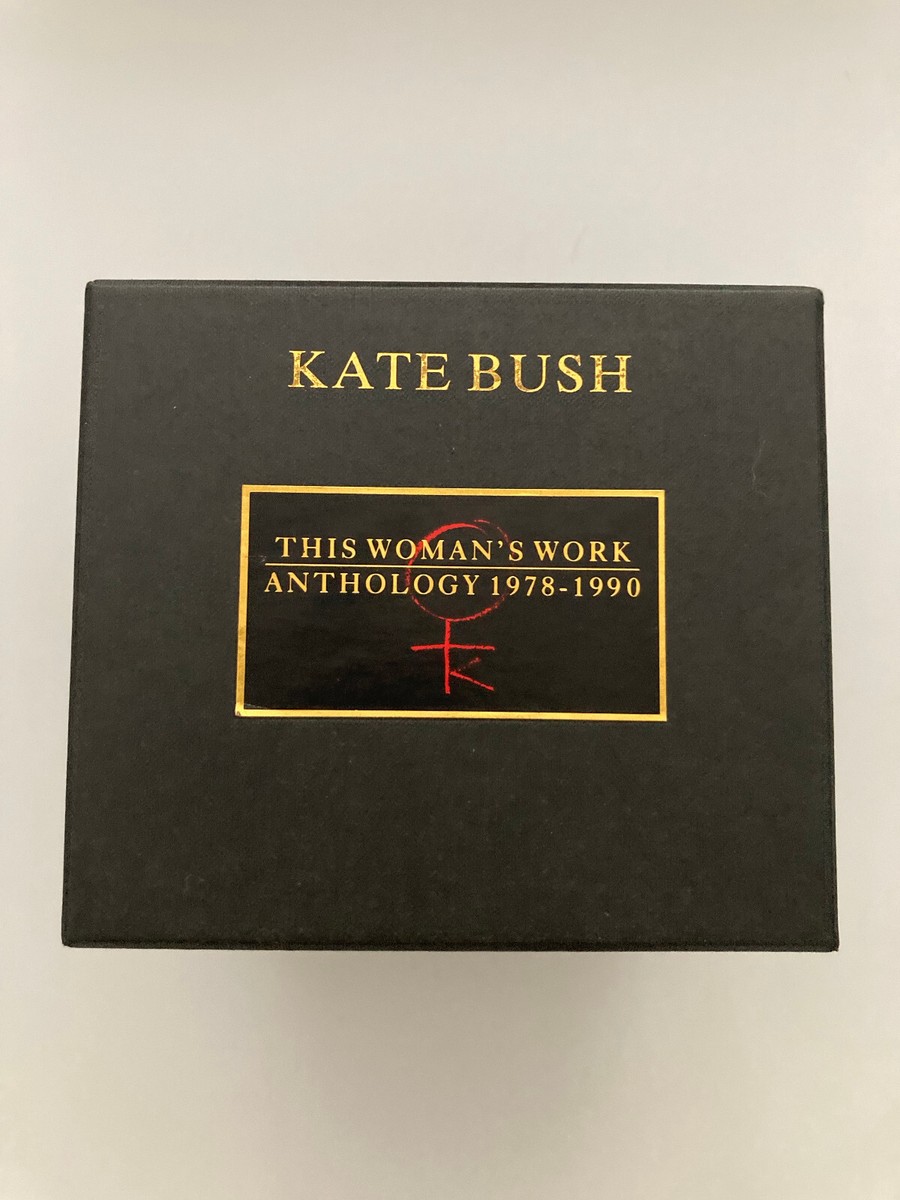 KATE BUSH
THIS WOMAN'S WORK
ANTHOLOGY 1978-1990
K